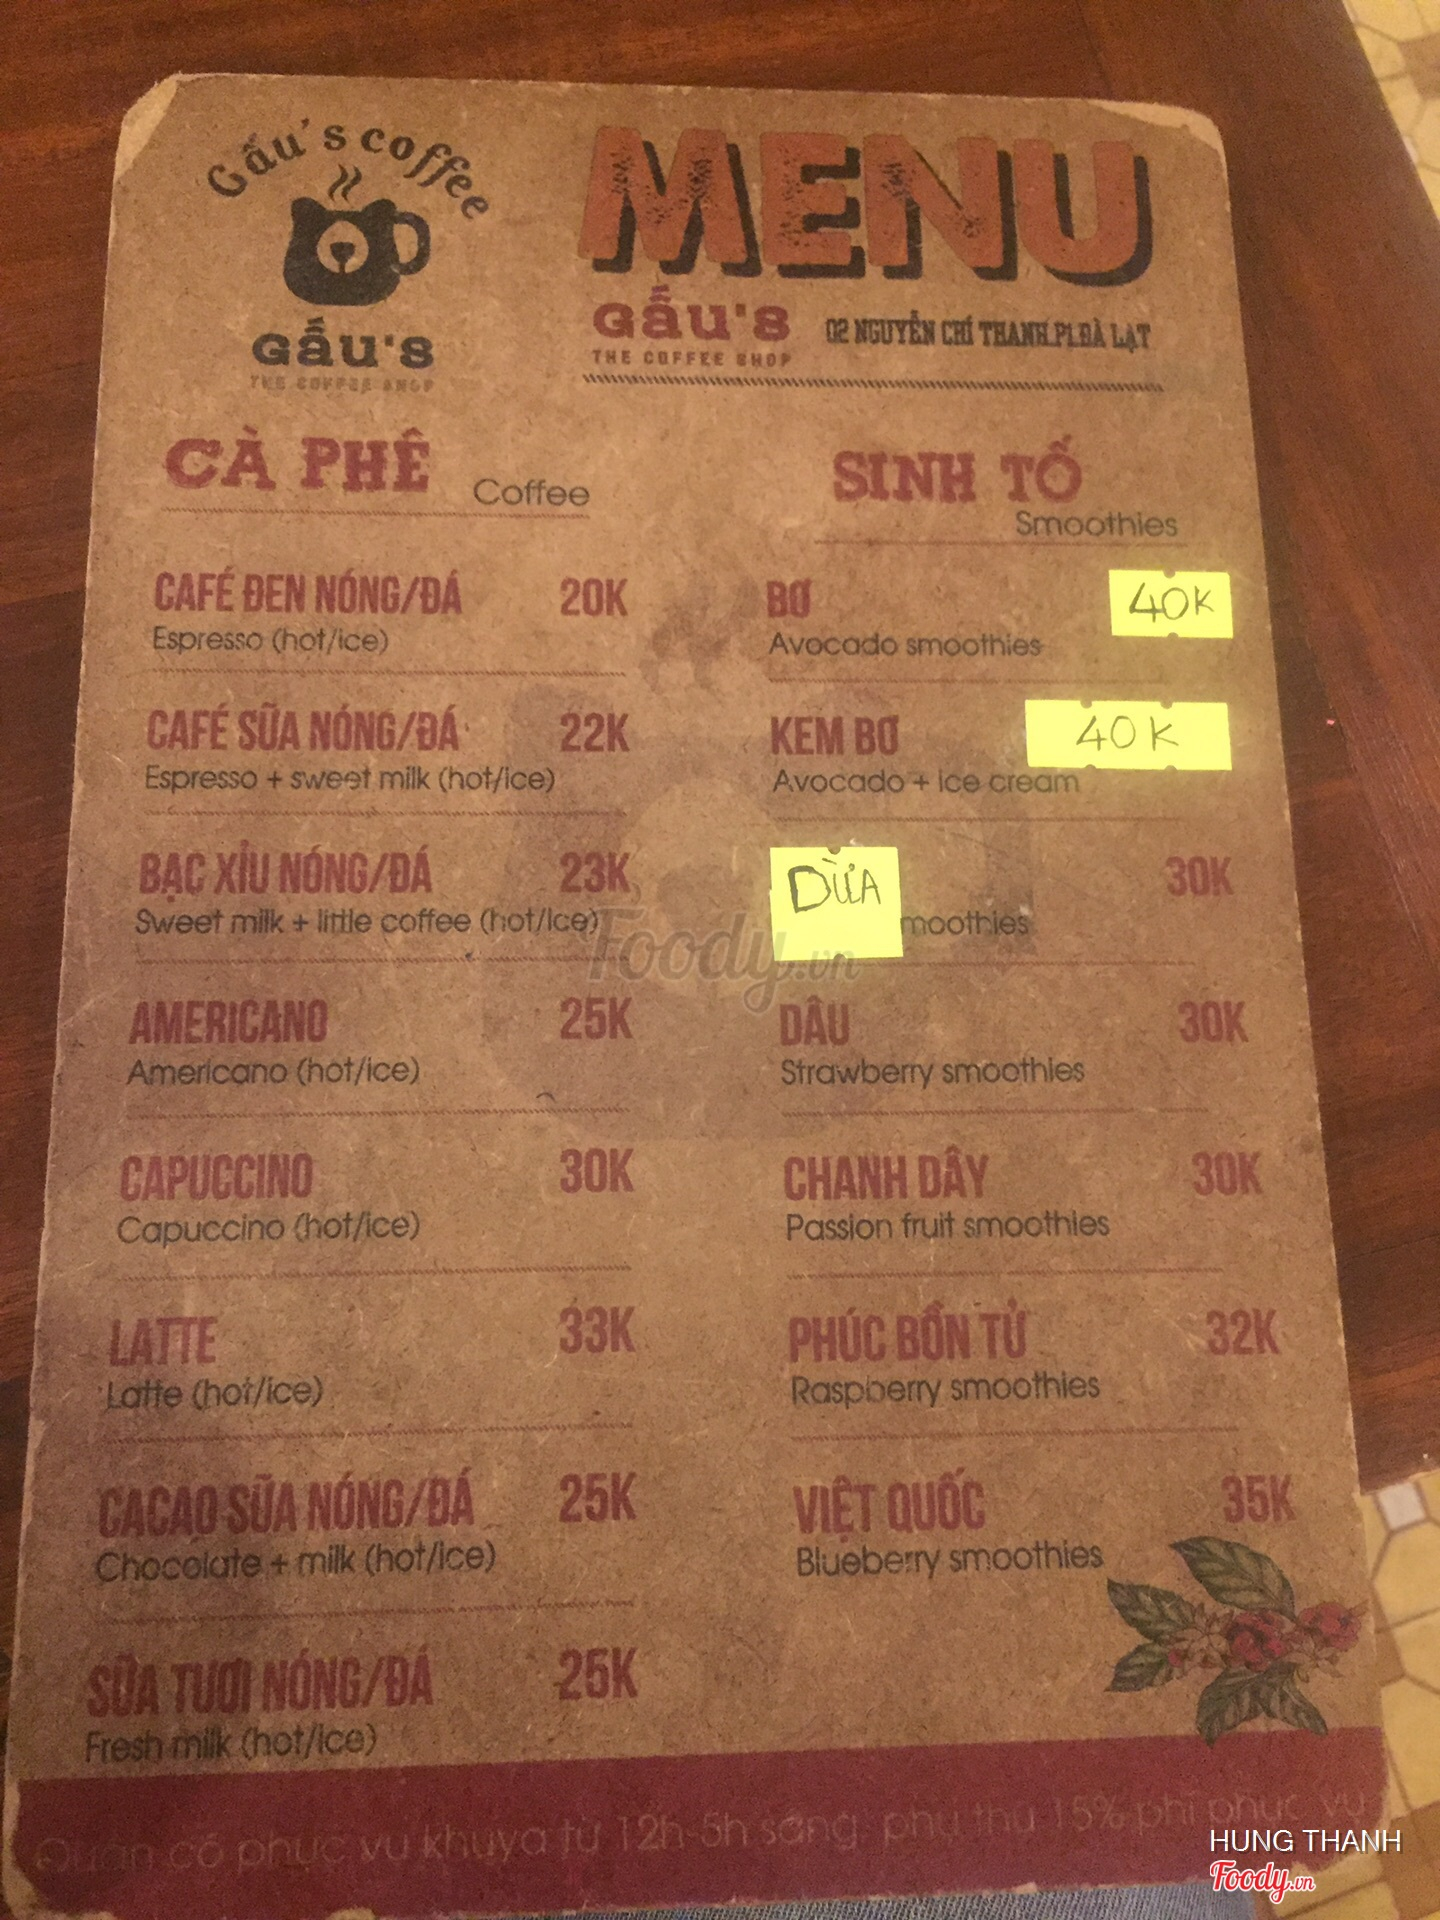 Gấu's coffee
GẤU'S
THE COFFEE SHOP
MENU
GẤU'S
THE COFFEE SHOP
02 NGUYỄN CHÍ THANH.P1.ĐÀ LẠT
CÀ PHÊ Coffee
CAFÉ ĐEN NÓNG/ĐÁ 20K
Espresso (hot/ice)
CAFÉ SỮA NÓNG/ĐÁ 22K
Espresso + sweet milk (hot/ice)
BẠC XỈU NÓNG/ĐÁ 23K
Sweet milk + little coffee (hot/ice)
AMERICANO 25K
Americano (hot/ice)
CAPUCCINO 30K
Capuccino (hot/ice)
LATTE 33K
Latte (hot/ice)
CACAO SỮA NÓNG/ĐÁ 25K
Chocolate + milk (hot/ice)
SỮA TƯƠI NÓNG/ĐÁ 25K
Fresh milk (hot/ice)
SINH TỐ
Smoothies
BƠ 40K
Avocado smoothies
KEM BƠ 40K
Avocado + ice cream
DỪA 30K
moothies
DÂU 30K
Strawberry smoothies
CHANH DÂY 30K
Passion fruit smoothies
PHÚC BỒN TỬ 32K
Raspberry smoothies
VIỆT QUỐC 35K
Blueberry smoothies
Quán có phục vụ khuya từ 12h-5h sáng, phụ thu 15% phí phục vụ
Foody.vn
HUNG THANH
Foody.vn